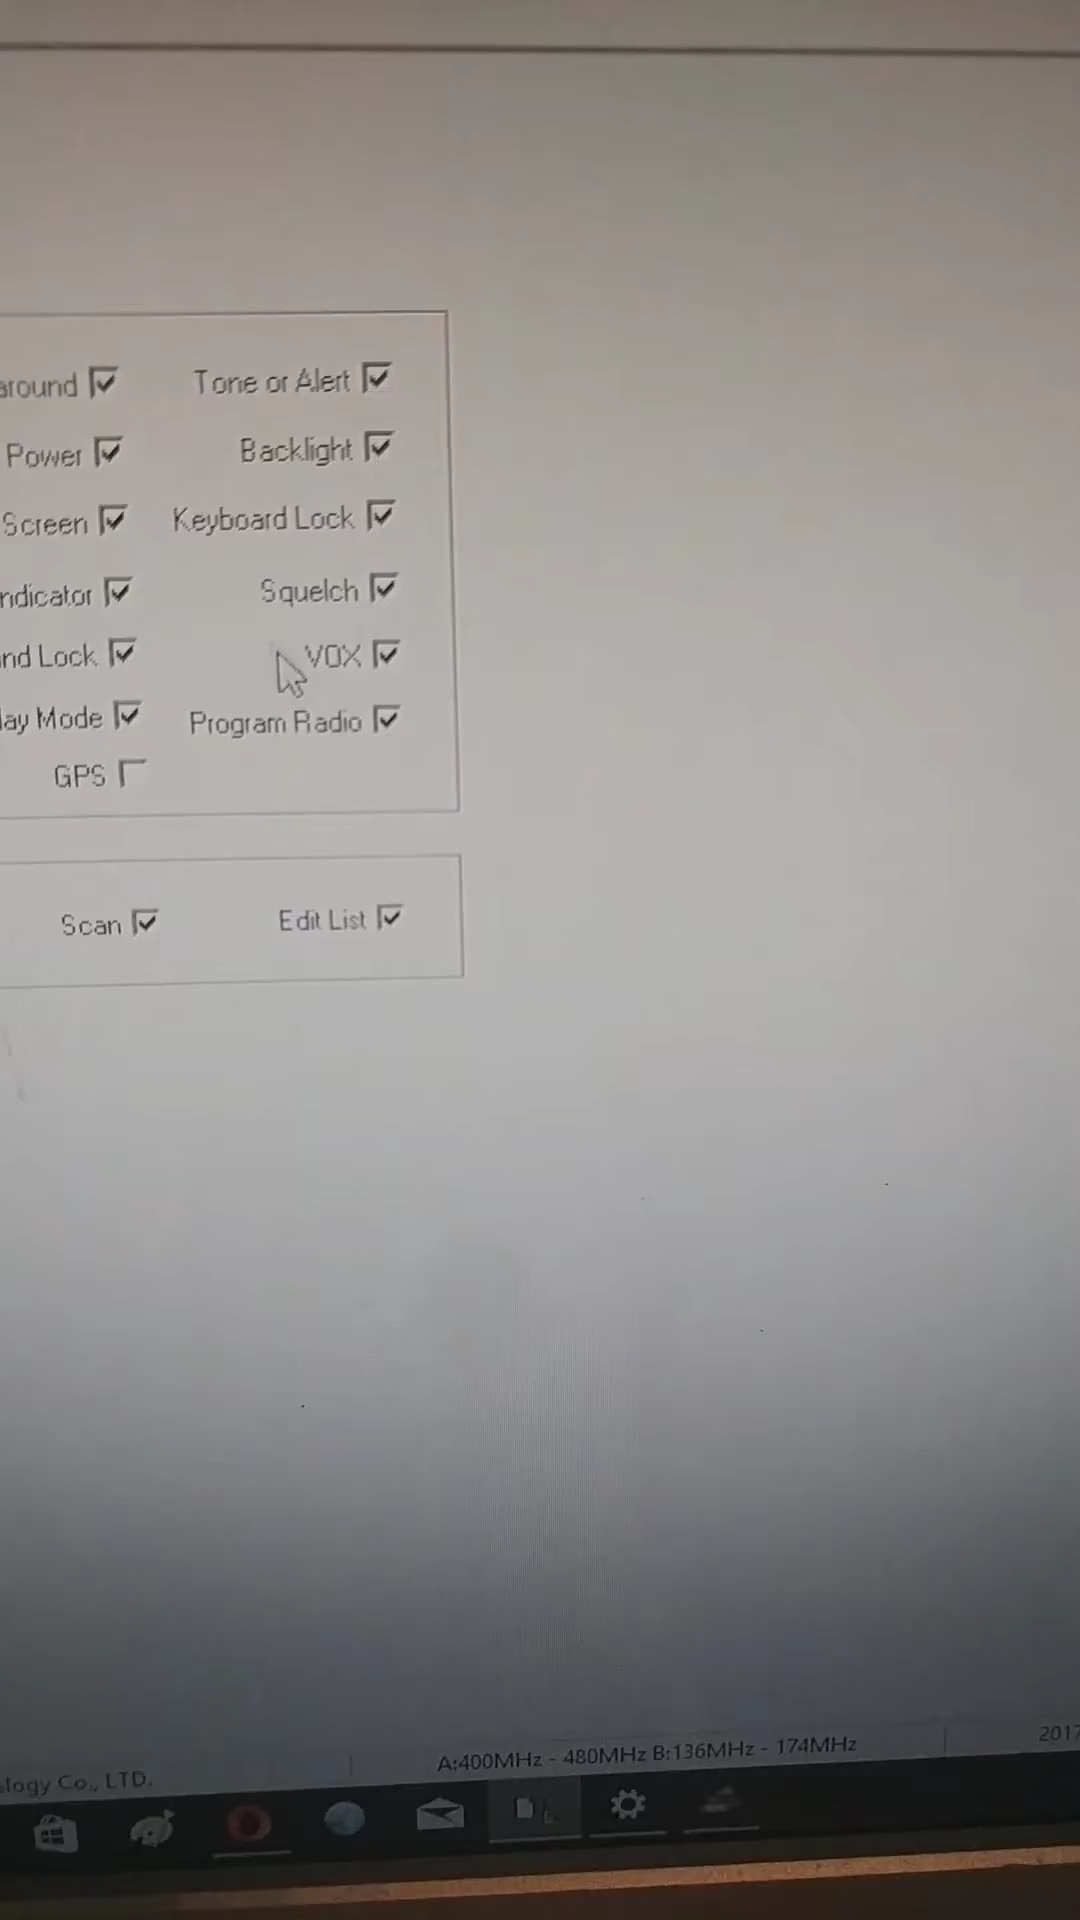 around Tone or Alert
Power Backlight
Screen Keyboard Lock
ndicator Squelch
nd Lock VOX
lay Mode Program Radio
GPS
Scan Edit List
logy Co., LTD. A:400MHz - 480MHz B:136MHz - 174MHz 2017